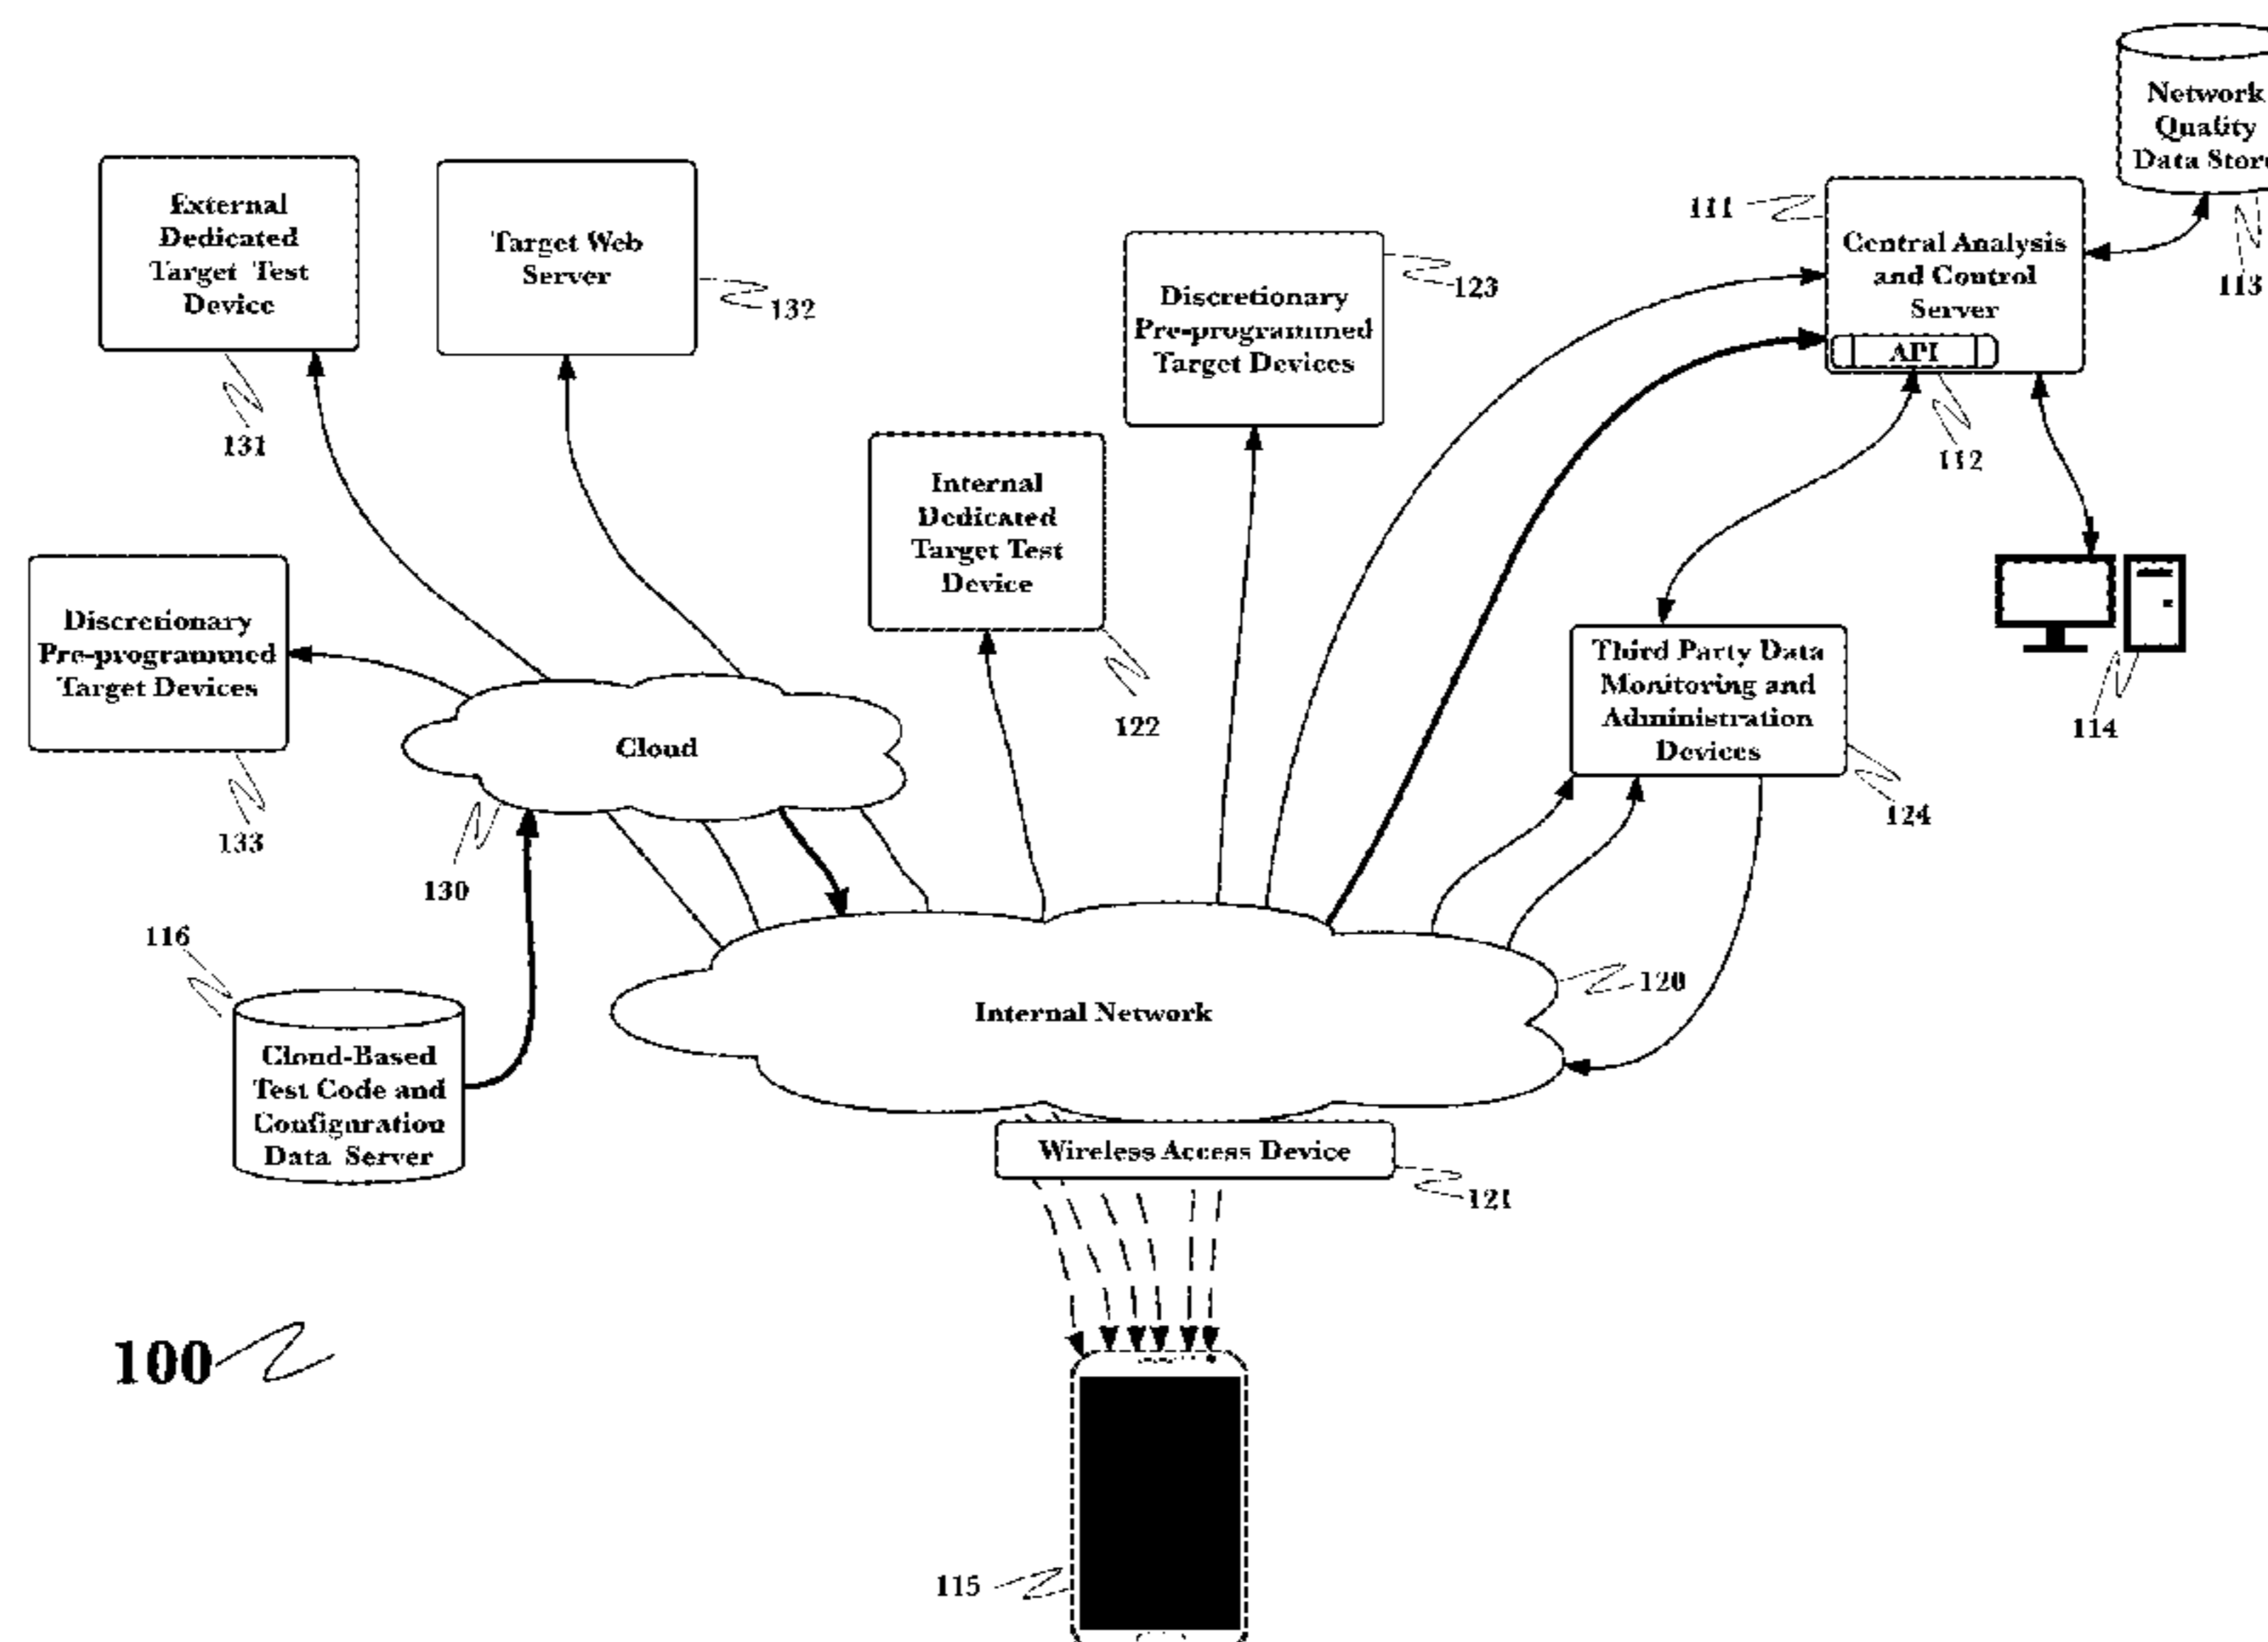 Network
Quality
Data Store
113
External
Dedicated
Target Test
Device
131
Target Web
Server
132
Discretionary
Pre-programmed
Target Devices
123
111
Central Analysis
and Control
Server
API
112
114
Internal
Dedicated
Target Test
Device
122
Discretionary
Pre-programmed
Target Devices
133
Cloud
130
Third Party Data
Monitoring and
Administration
Devices
124
116
Cloud-Based
Test Code and
Configuration
Data Server
Internal Network
120
Wireless Access Device
121
100
115